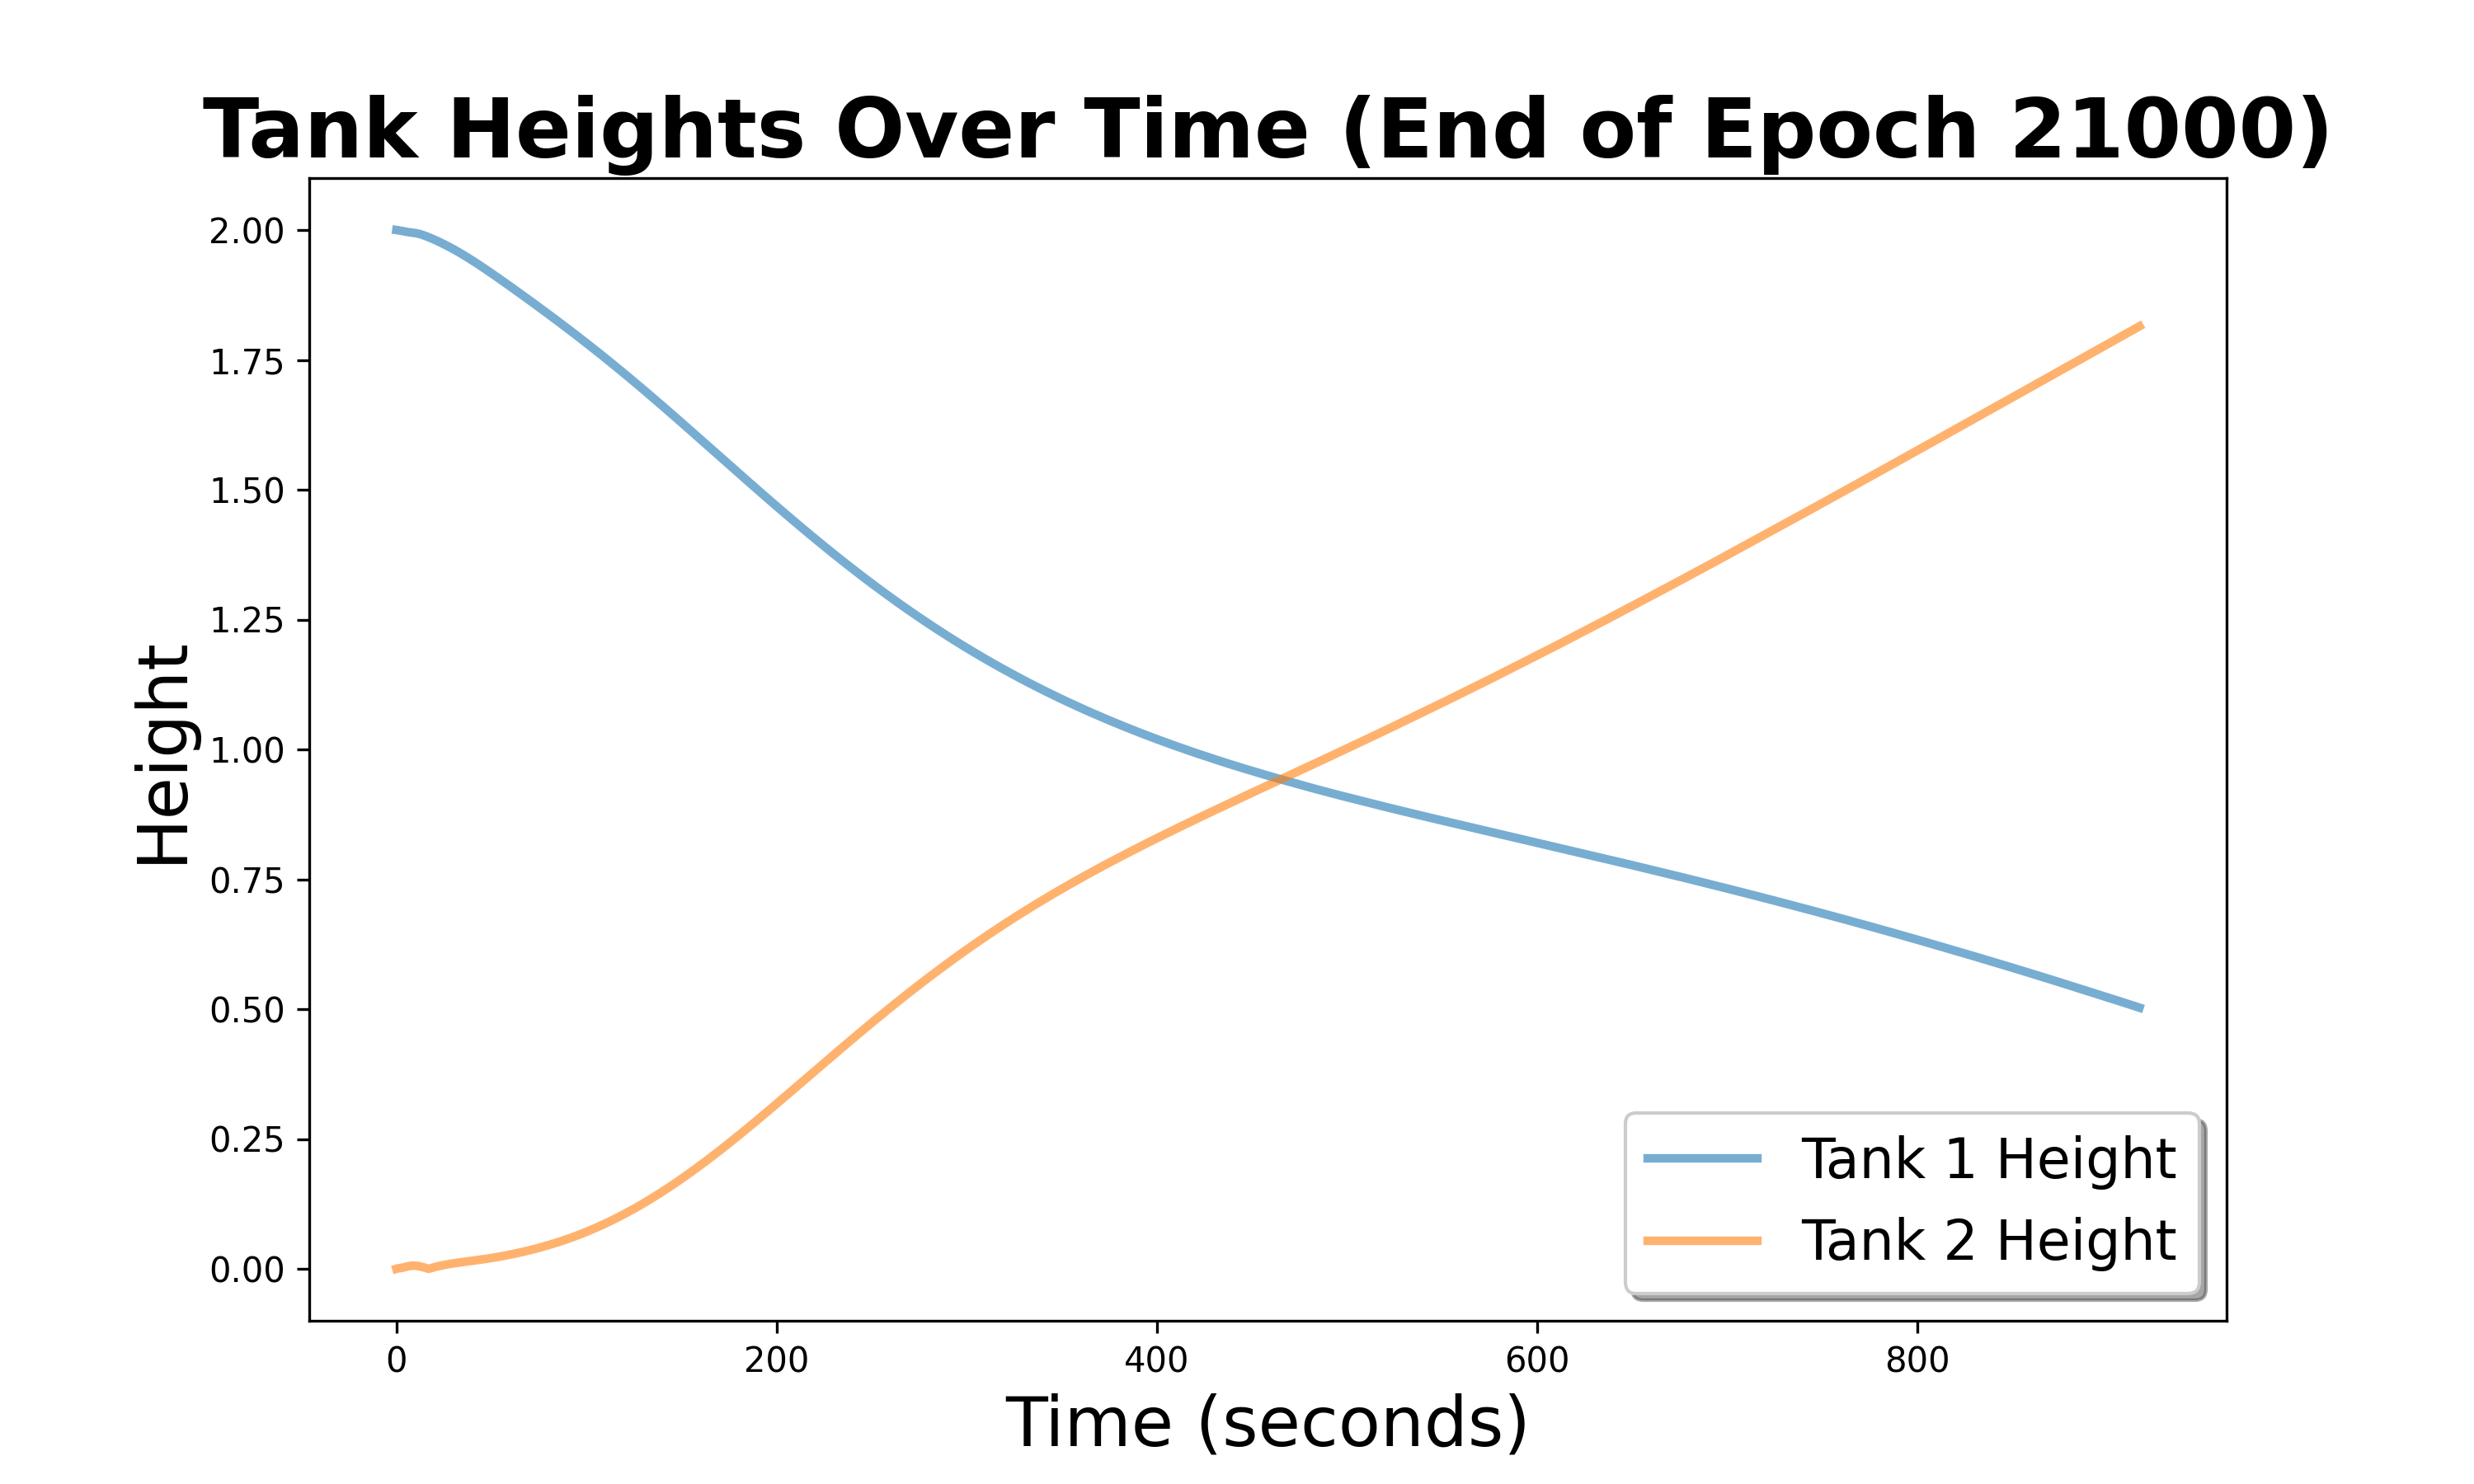 Tank Heights Over Time (End of Epoch 21000)
Height
2.00
1.75
1.50
1.25
1.00
0.75
0.50
0.25
0.00
Tank 1 Height
Tank 2 Height
0 200 400 600 800
Time (seconds)